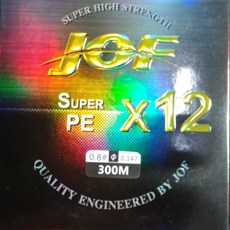 SUPER HIGH STRENGTH
JOF
SUPER
PE X12
0.8# Φ 0.147
300M
QUALITY ENGINEERED BY JOF